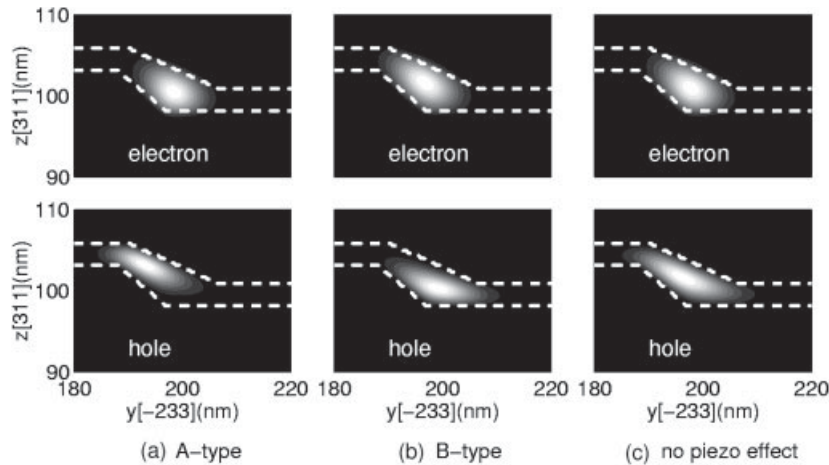 110
z[311](nm)
100
90
electron
electron
electron
110
z[311](nm)
100
90
hole
hole
hole
180 200 220 180 200 220 180 200 220
y[-233](nm) y[-233](nm) y[-233](nm)
(a) A-type (b) B-type (c) no piezo effect